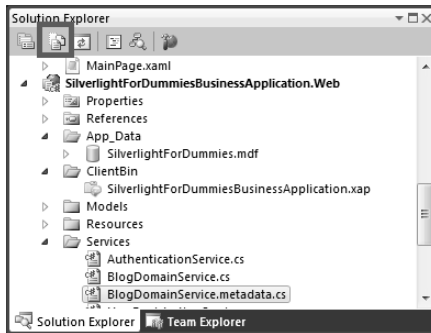 Solution Explorer
MainPage.xaml
SilverlightForDummiesBusinessApplication.Web
Properties
References
App_Data
SilverlightForDummies.mdf
ClientBin
SilverlightForDummiesBusinessApplication.xap
Models
Resources
Services
AuthenticationService.cs
BlogDomainService.cs
BlogDomainService.metadata.cs
Solution Explorer Team Explorer